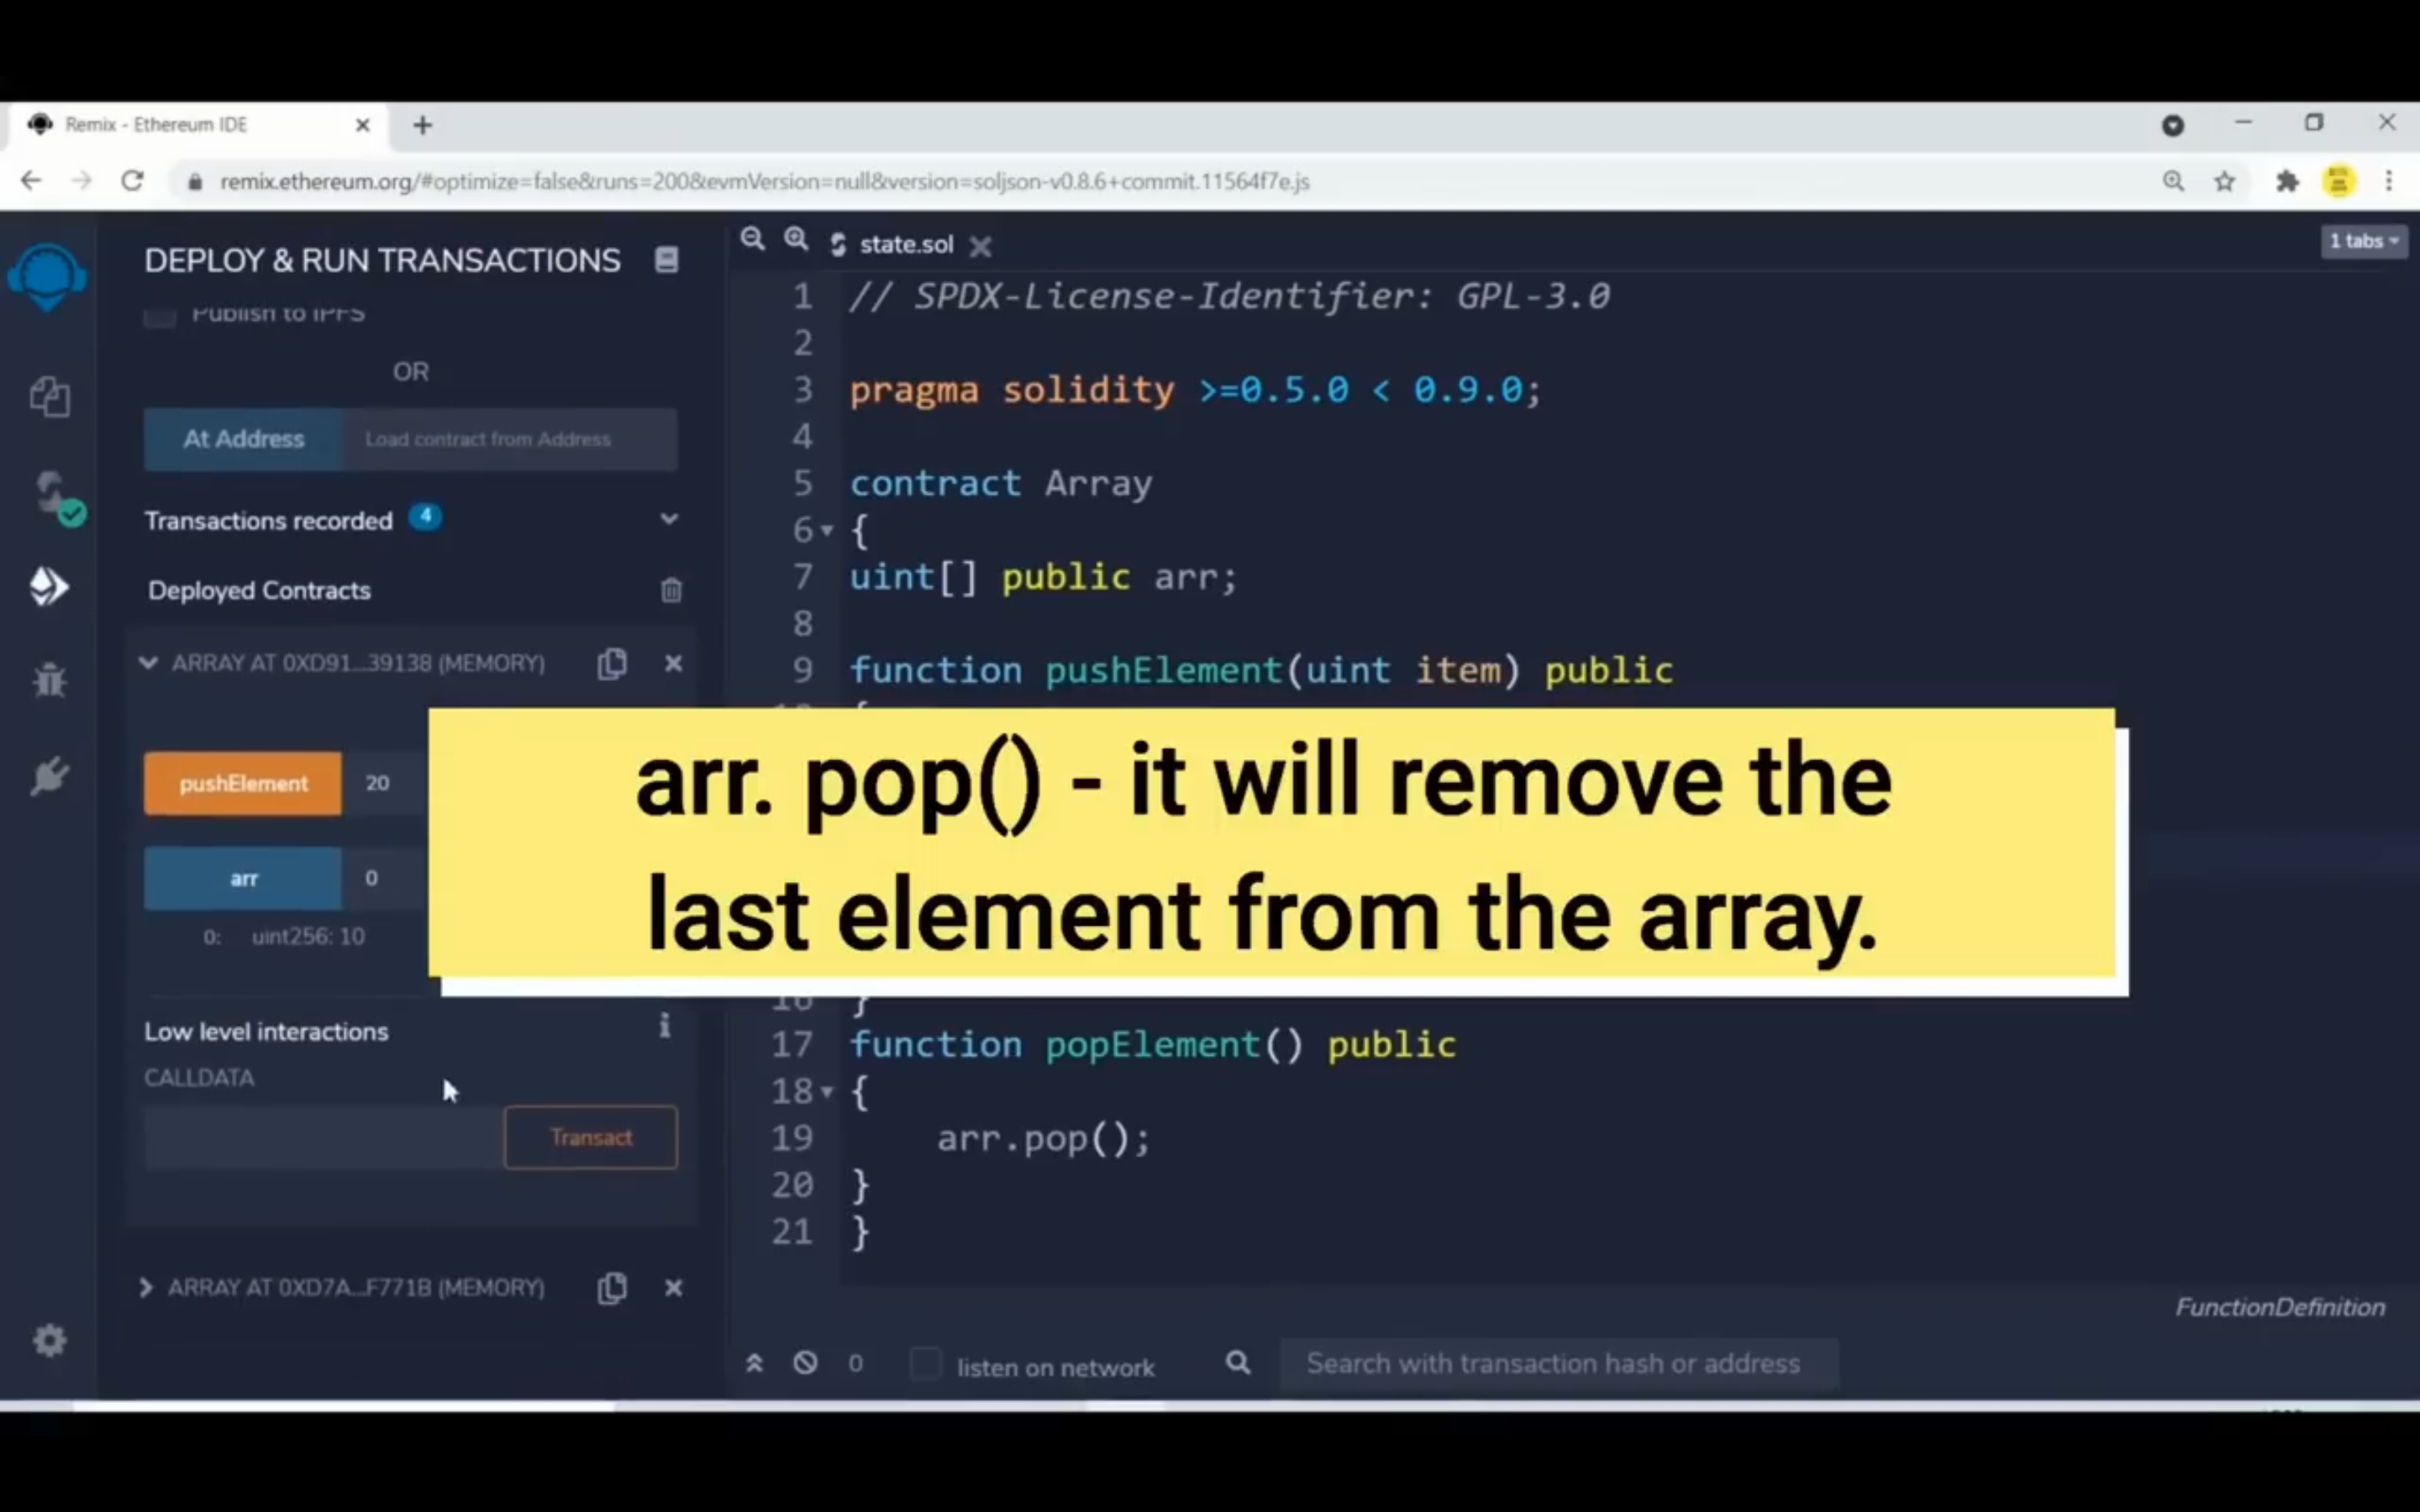 Remix - Ethereum IDE
remix.ethereum.org/#optimize=false&runs=200&evmVersion=null&version=soljson-v0.8.6+commit.11564f7e.js
DEPLOY & RUN TRANSACTIONS
Publish to IPFS
OR
At Address Load contract from Address
Transactions recorded 4
Deployed Contracts
ARRAY AT 0XD91...39138 (MEMORY)
pushElement 20
arr 0
0: uint256: 10
Low level interactions
CALLDATA
Transact
ARRAY AT 0XD7A...F771B (MEMORY)
state.sol
1 tabs
1 // SPDX-License-Identifier: GPL-3.0
2
3 pragma solidity >=0.5.0 < 0.9.0;
4
5 contract Array
6 {
7 uint[] public arr;
8
9 function pushElement(uint item) public
arr. pop() - it will remove the
last element from the array.
16 }
17 function popElement() public
18 {
19 arr.pop();
20 }
21 }
FunctionDefinition
0 listen on network Search with transaction hash or address